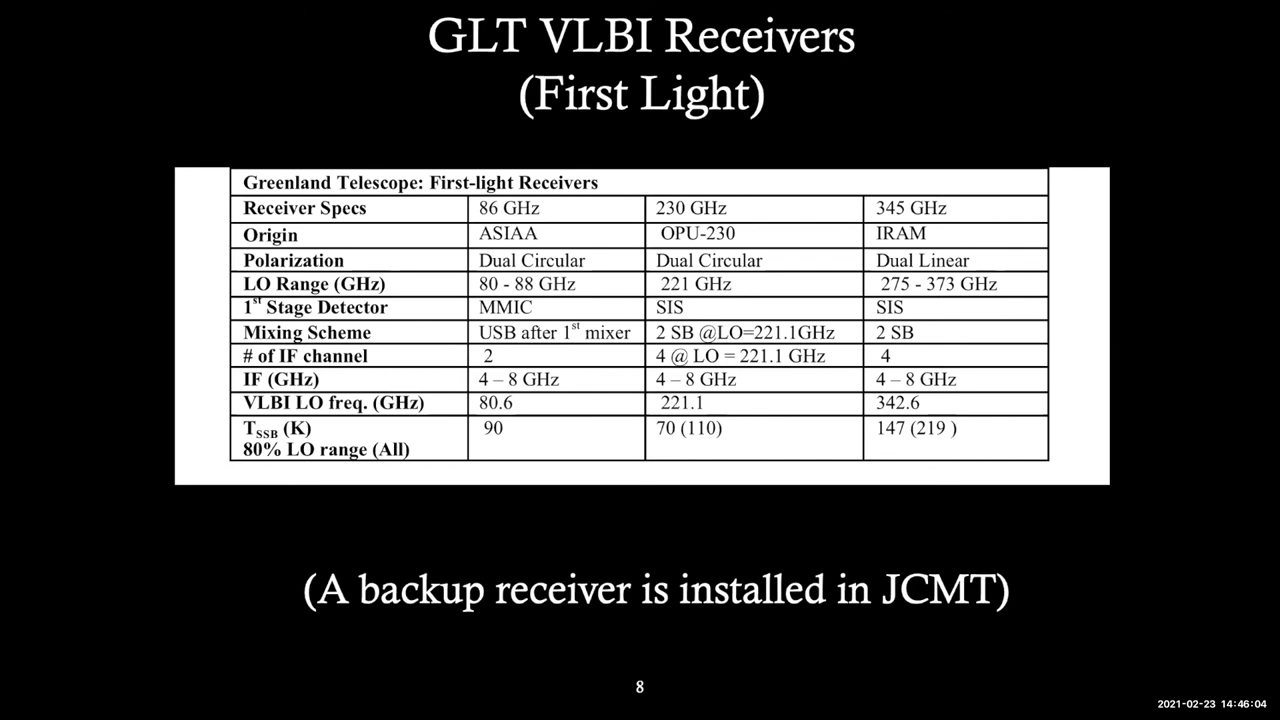 GLT VLBI Receivers
(First Light)
Greenland Telescope: First-light Receivers
Receiver Specs 86 GHz 230 GHz 345 GHz
Origin ASIAA OPU-230 IRAM
Polarization Dual Circular Dual Circular Dual Linear
LO Range (GHz) 80 - 88 GHz 221 GHz 275 - 373 GHz
1st Stage Detector MMIC SIS SIS
Mixing Scheme USB after 1st mixer 2 SB @LO=221.1GHz 2 SB
# of IF channel 2 4 @ LO = 221.1 GHz 4
IF (GHz) 4 – 8 GHz 4 – 8 GHz 4 – 8 GHz
VLBI LO freq. (GHz) 80.6 221.1 342.6
TSSB (K) 90 70 (110) 147 (219 )
80% LO range (All)
(A backup receiver is installed in JCMT)
8
2021-02-23 14:46:04